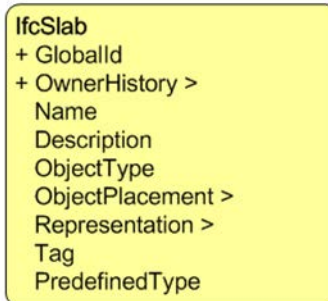 IfcSlab
+ GlobalId
+ OwnerHistory >
Name
Description
ObjectType
ObjectPlacement >
Representation >
Tag
PredefinedType